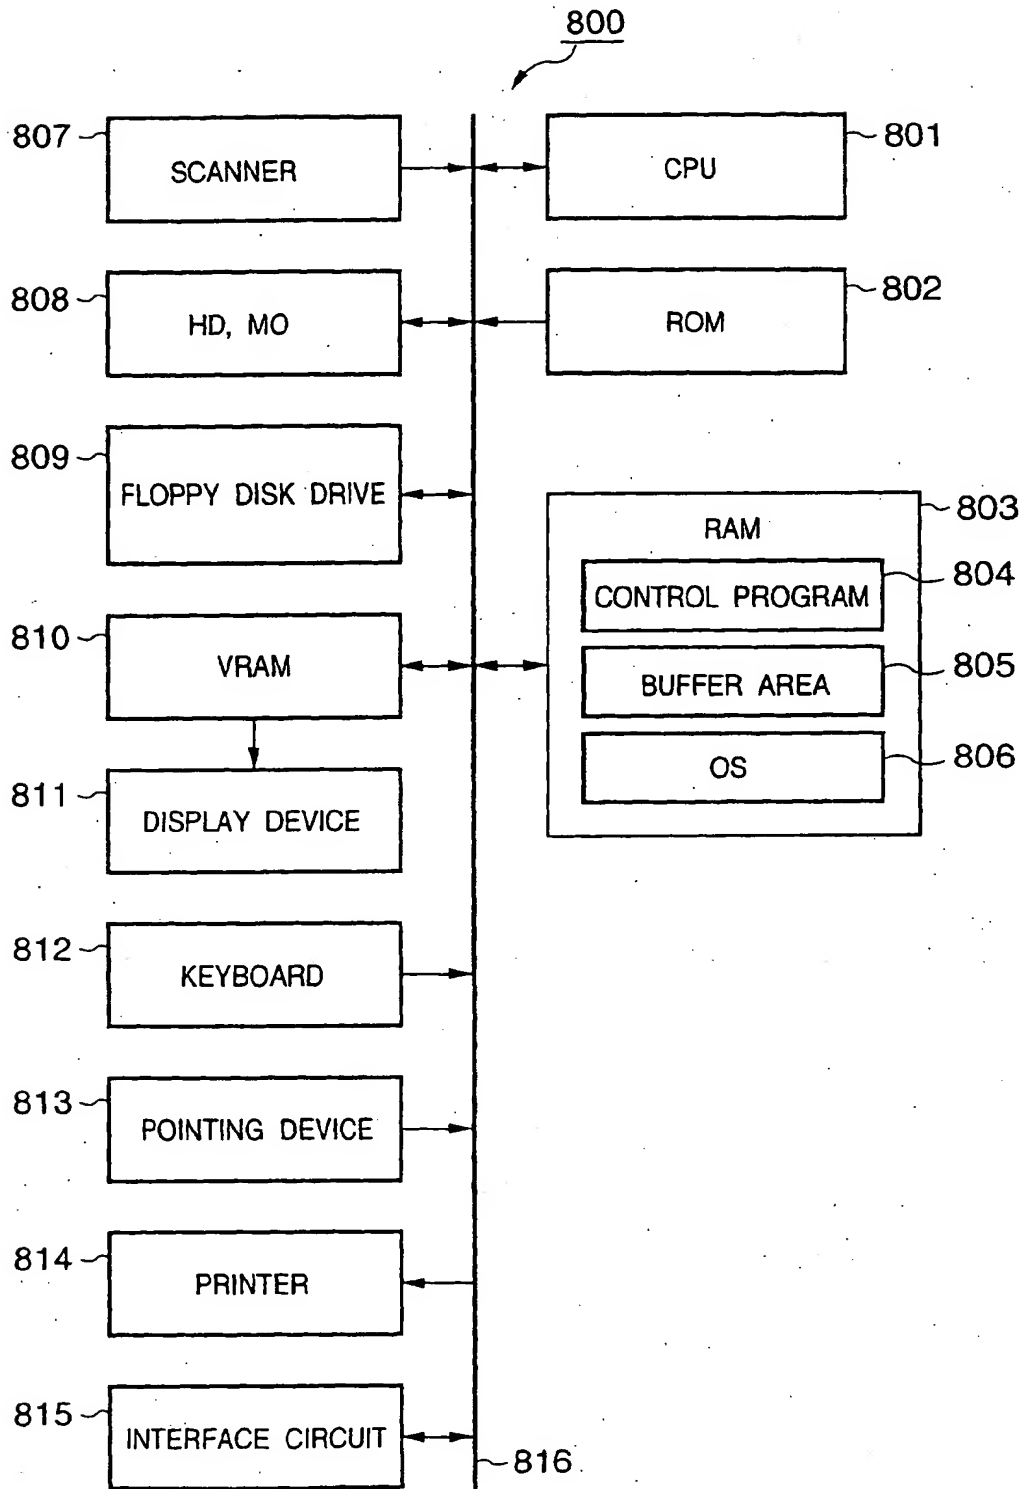 800
807
SCANNER
CPU
801
808
HD, MO
ROM
802
809
FLOPPY DISK DRIVE
RAM
803
CONTROL PROGRAM
804
BUFFER AREA
805
OS
806
810
VRAM
811
DISPLAY DEVICE
812
KEYBOARD
813
POINTING DEVICE
814
PRINTER
815
INTERFACE CIRCUIT
816